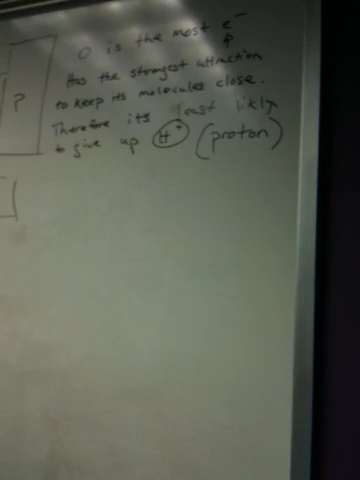 O is the most e⁻
Has the strongest attraction
to keep its molecules close.
P
Therefore its least likly
to give up H⁺ (proton)